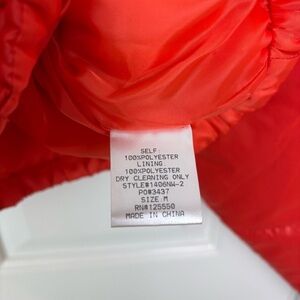 SELF:
100%POLYESTER
LINING:
100%POLYESTER
DRY CLEANING ONLY
STYLE#1406NW-2
PO#3437
SIZE:M
RN#125550
MADE IN CHINA